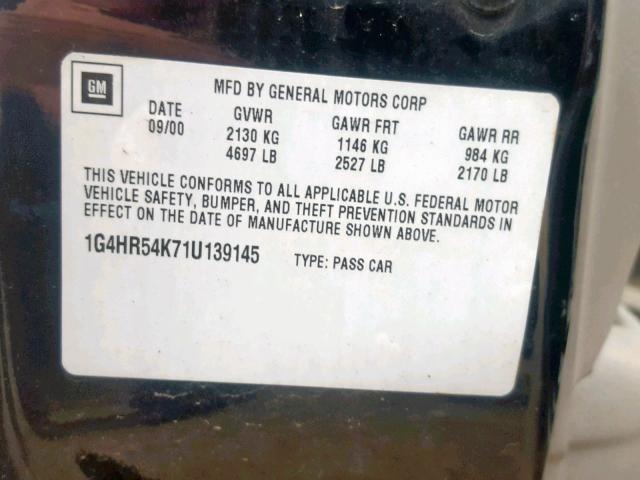 GM
MFD BY GENERAL MOTORS CORP
DATE GVWR GAWR FRT GAWR RR
09/00 2130 KG 1146 KG 984 KG
4697 LB 2527 LB 2170 LB
THIS VEHICLE CONFORMS TO ALL APPLICABLE U.S. FEDERAL MOTOR
VEHICLE SAFETY, BUMPER, AND THEFT PREVENTION STANDARDS IN
EFFECT ON THE DATE OF MANUFACTURE SHOWN ABOVE.
1G4HR54K71U139145 TYPE: PASS CAR